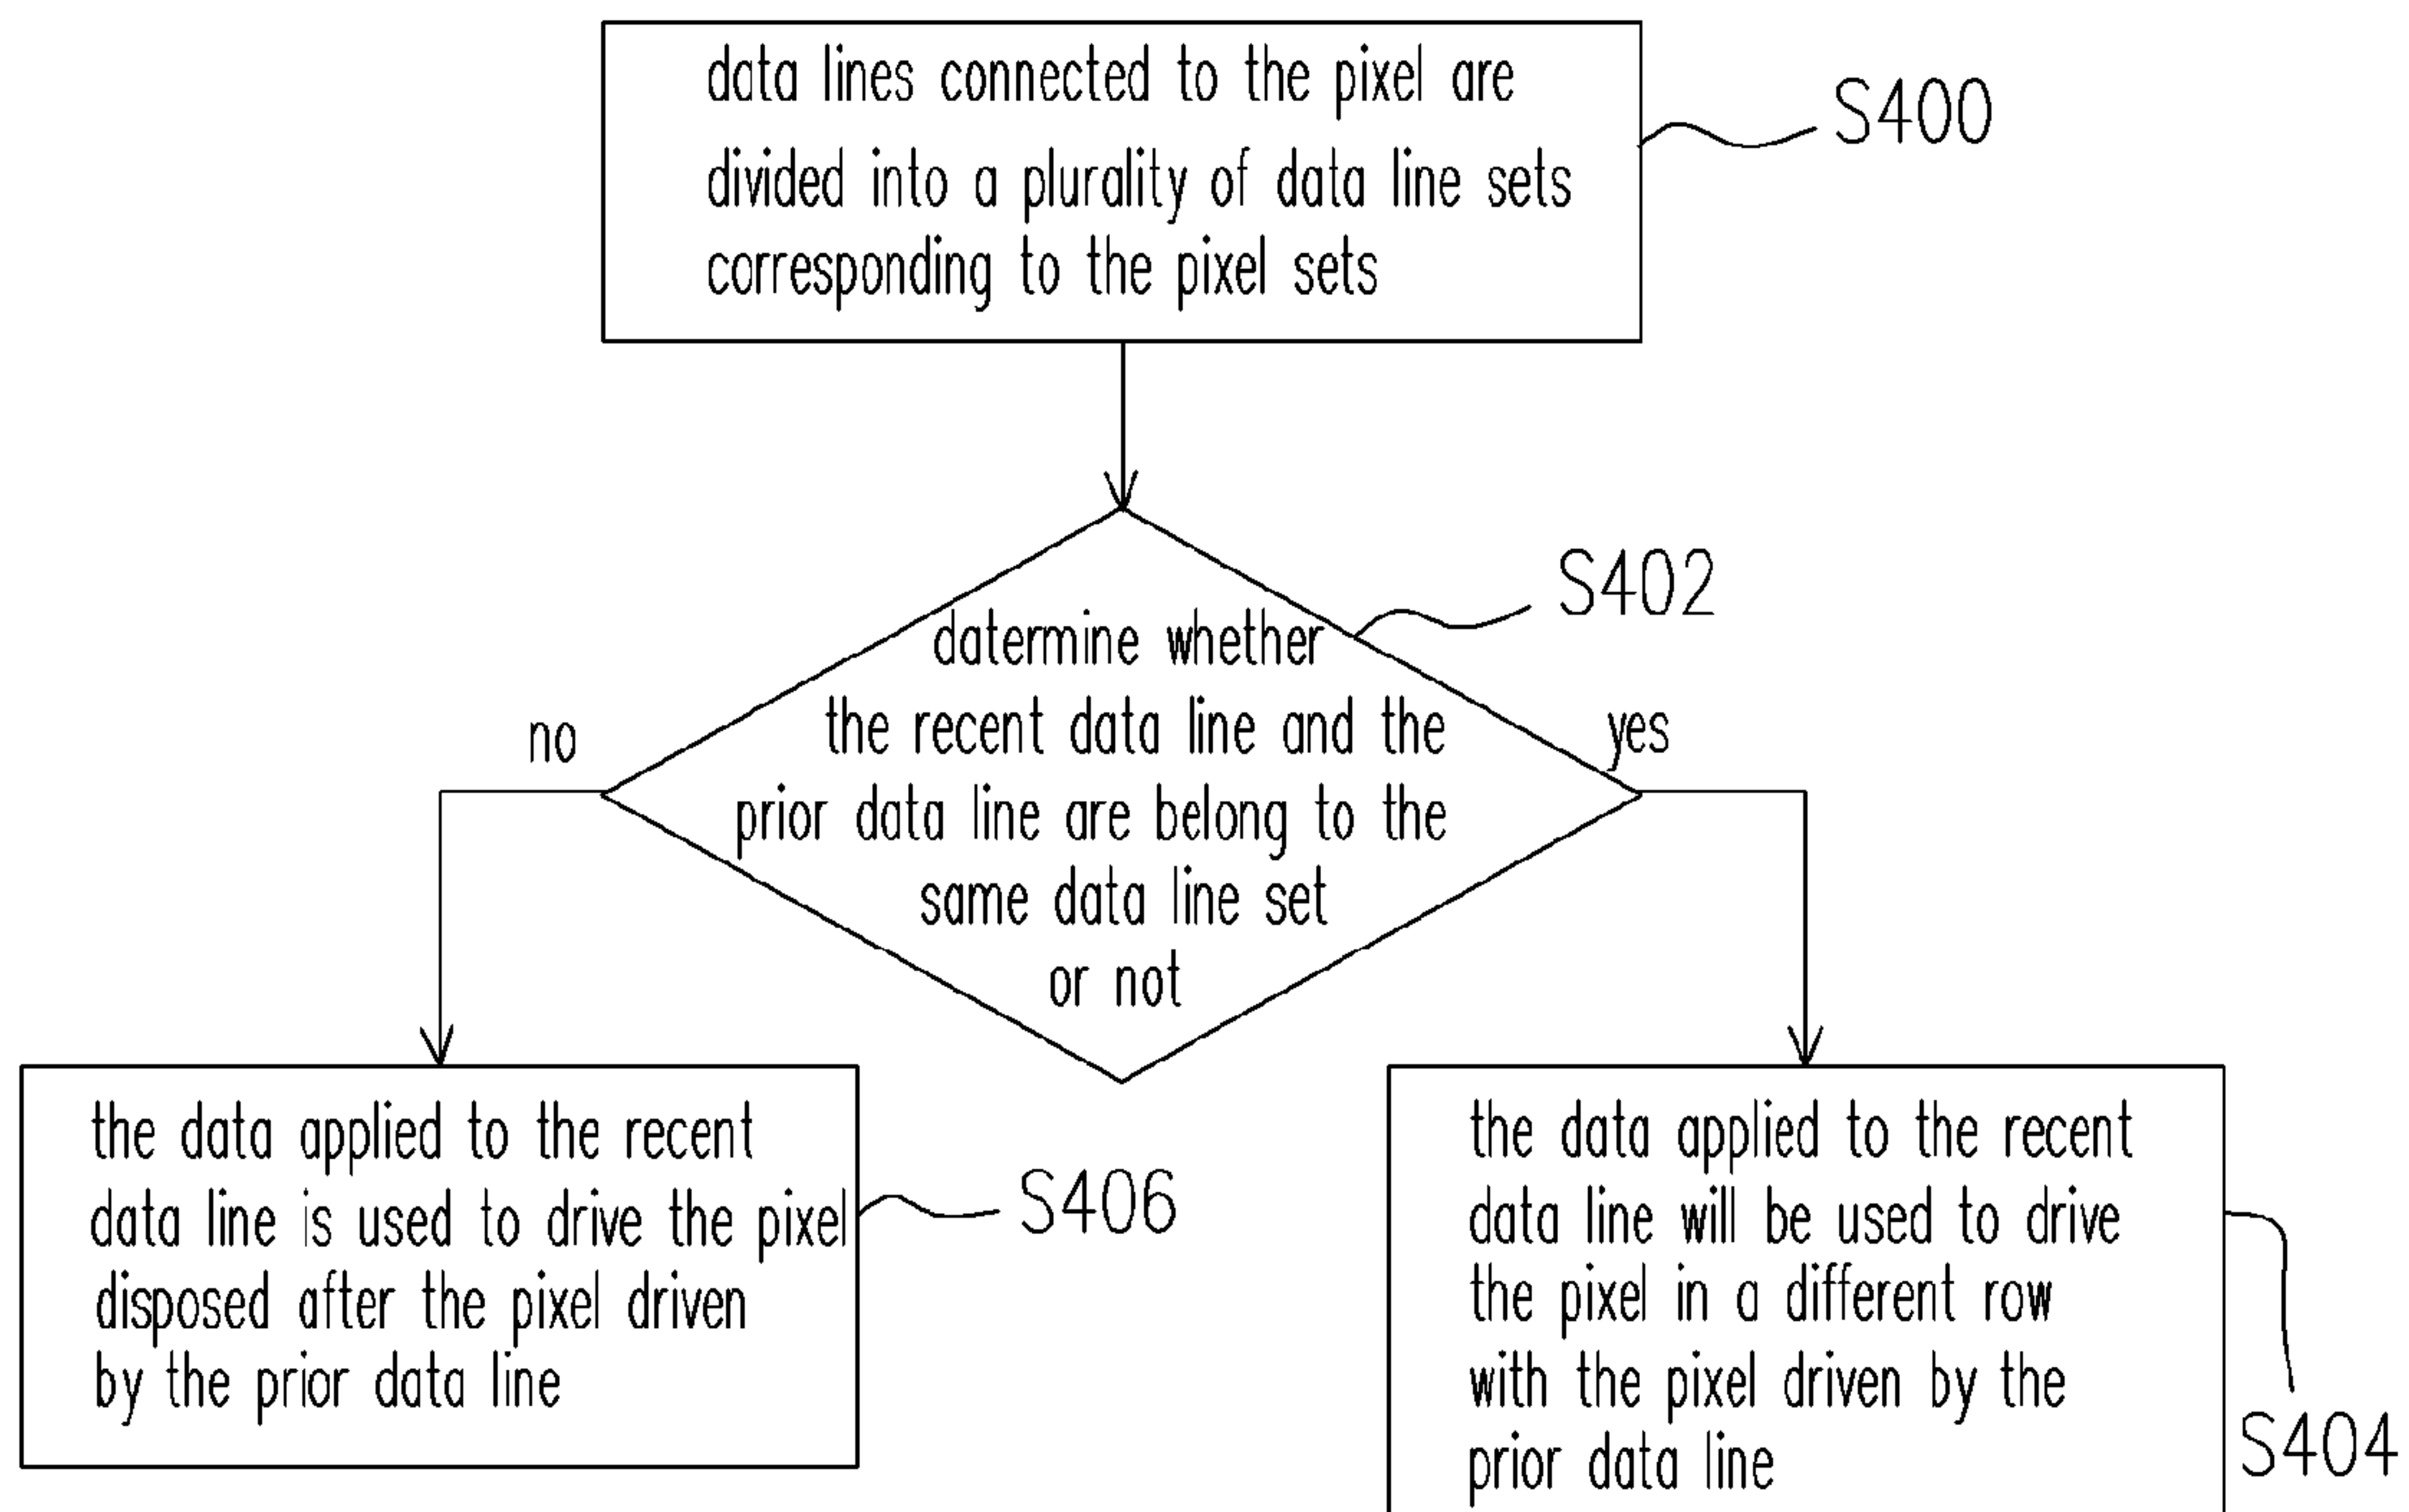 data lines connected to the pixel are
divided into a plurality of data line sets
corresponding to the pixel sets
S400
datermine whether
the recent data line and the
prior data line are belong to the
same data line set
or not
S402
no
yes
the data applied to the recent
data line is used to drive the pixel
disposed after the pixel driven
by the prior data line
S406
the data applied to the recent
data line will be used to drive
the pixel in a different row
with the pixel driven by the
prior data line
S404